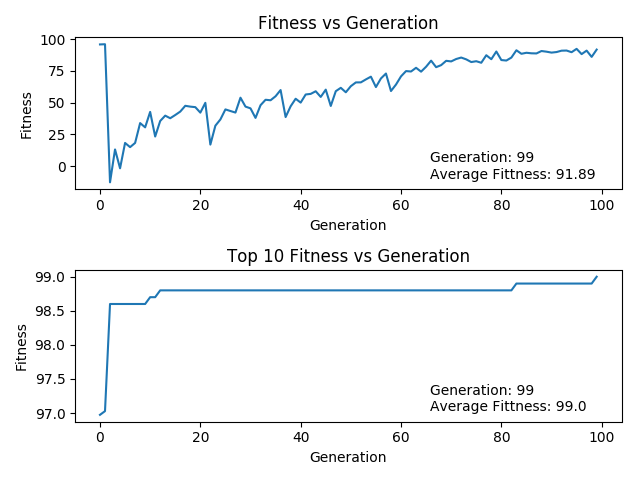 Fitness vs Generation
100
75
50
25
0
Fitness
Generation: 99
Average Fittness: 91.89
0 20 40 60 80 100
Generation
Top 10 Fitness vs Generation
99.0
98.5
98.0
97.5
97.0
Fitness
Generation: 99
Average Fittness: 99.0
0 20 40 60 80 100
Generation